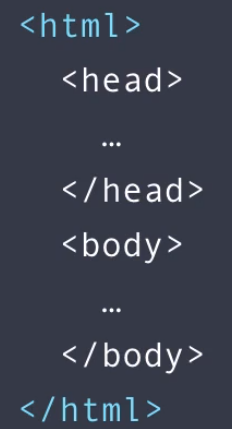 <html>
<head>
…
</head>
<body>
…
</body>
</html>